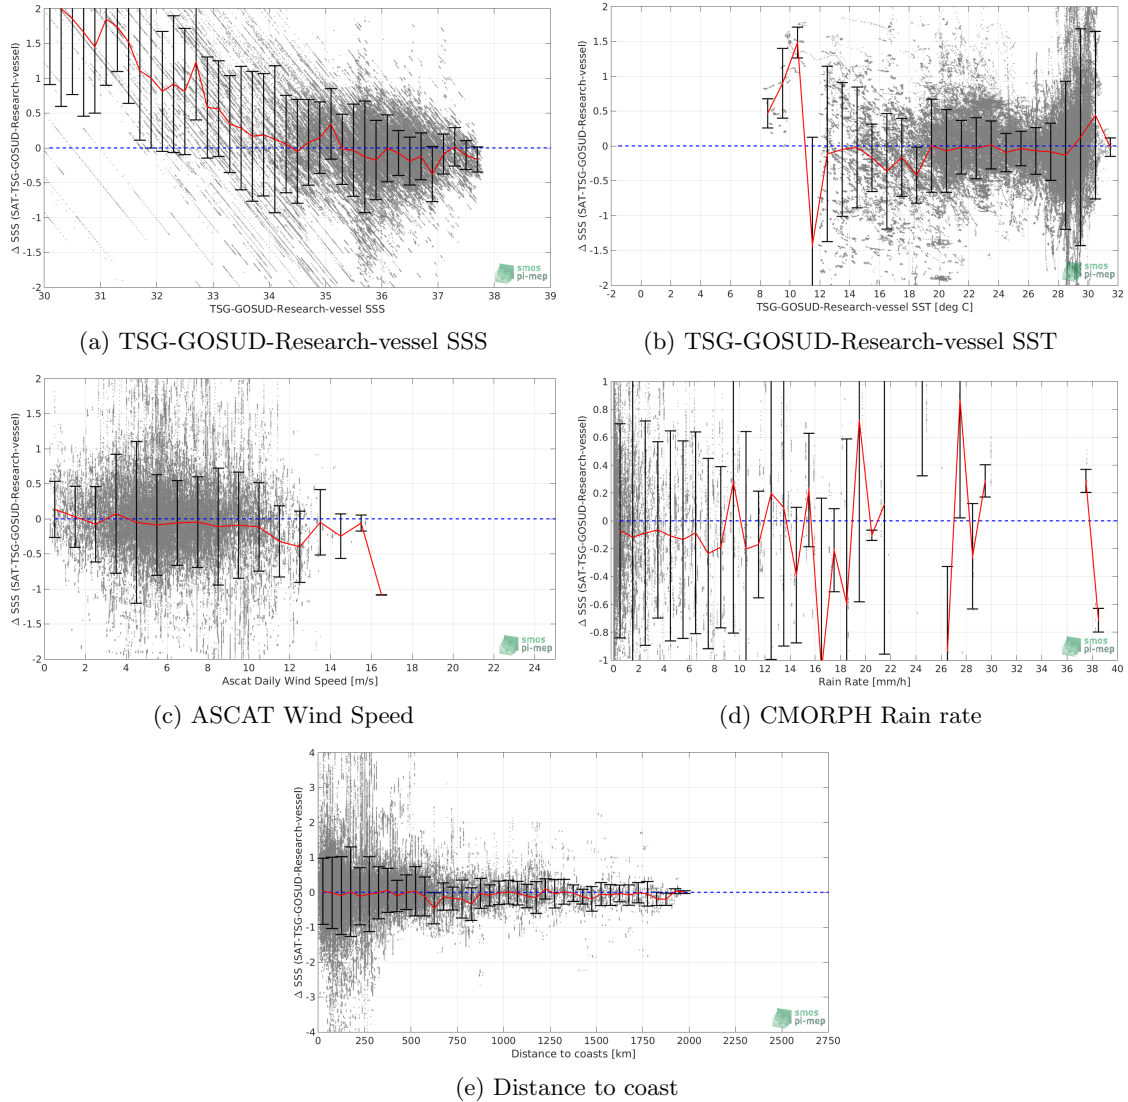 2
1.5
1
0.5
0
-0.5
-1
-1.5
-2
Δ SSS (SAT-TSG-GOSUD-Research-vessel)
30 31 32 33 34 35 36 37 38 39
TSG-GOSUD-Research-vessel SSS
smos
pi-mep
(a) TSG-GOSUD-Research-vessel SSS
2
1.5
1
0.5
0
-0.5
-1
-1.5
-2
Δ SSS (SAT-TSG-GOSUD-Research-vessel)
-2 0 2 4 6 8 10 12 14 16 18 20 22 24 26 28 30 32
TSG-GOSUD-Research-vessel SST [deg C]
smos
pi-mep
(b) TSG-GOSUD-Research-vessel SST
2
1.5
1
0.5
0
-0.5
-1
-1.5
-2
Δ SSS (SAT-TSG-GOSUD-Research-vessel)
0 2 4 6 8 10 12 14 16 18 20 22 24
Ascat Daily Wind Speed [m/s]
smos
pi-mep
(c) ASCAT Wind Speed
1
0.8
0.6
0.4
0.2
0
-0.2
-0.4
-0.6
-0.8
-1
Δ SSS (SAT-TSG-GOSUD-Research-vessel)
0 2 4 6 8 10 12 14 16 18 20 22 24 26 28 30 32 34 36 38 40
Rain Rate [mm/h]
smos
pi-mep
(d) CMORPH Rain rate
4
3
2
1
0
-1
-2
-3
-4
Δ SSS (SAT-TSG-GOSUD-Research-vessel)
0 250 500 750 1000 1250 1500 1750 2000 2250 2500 2750
Distance to coasts [km]
smos
pi-mep
(e) Distance to coast